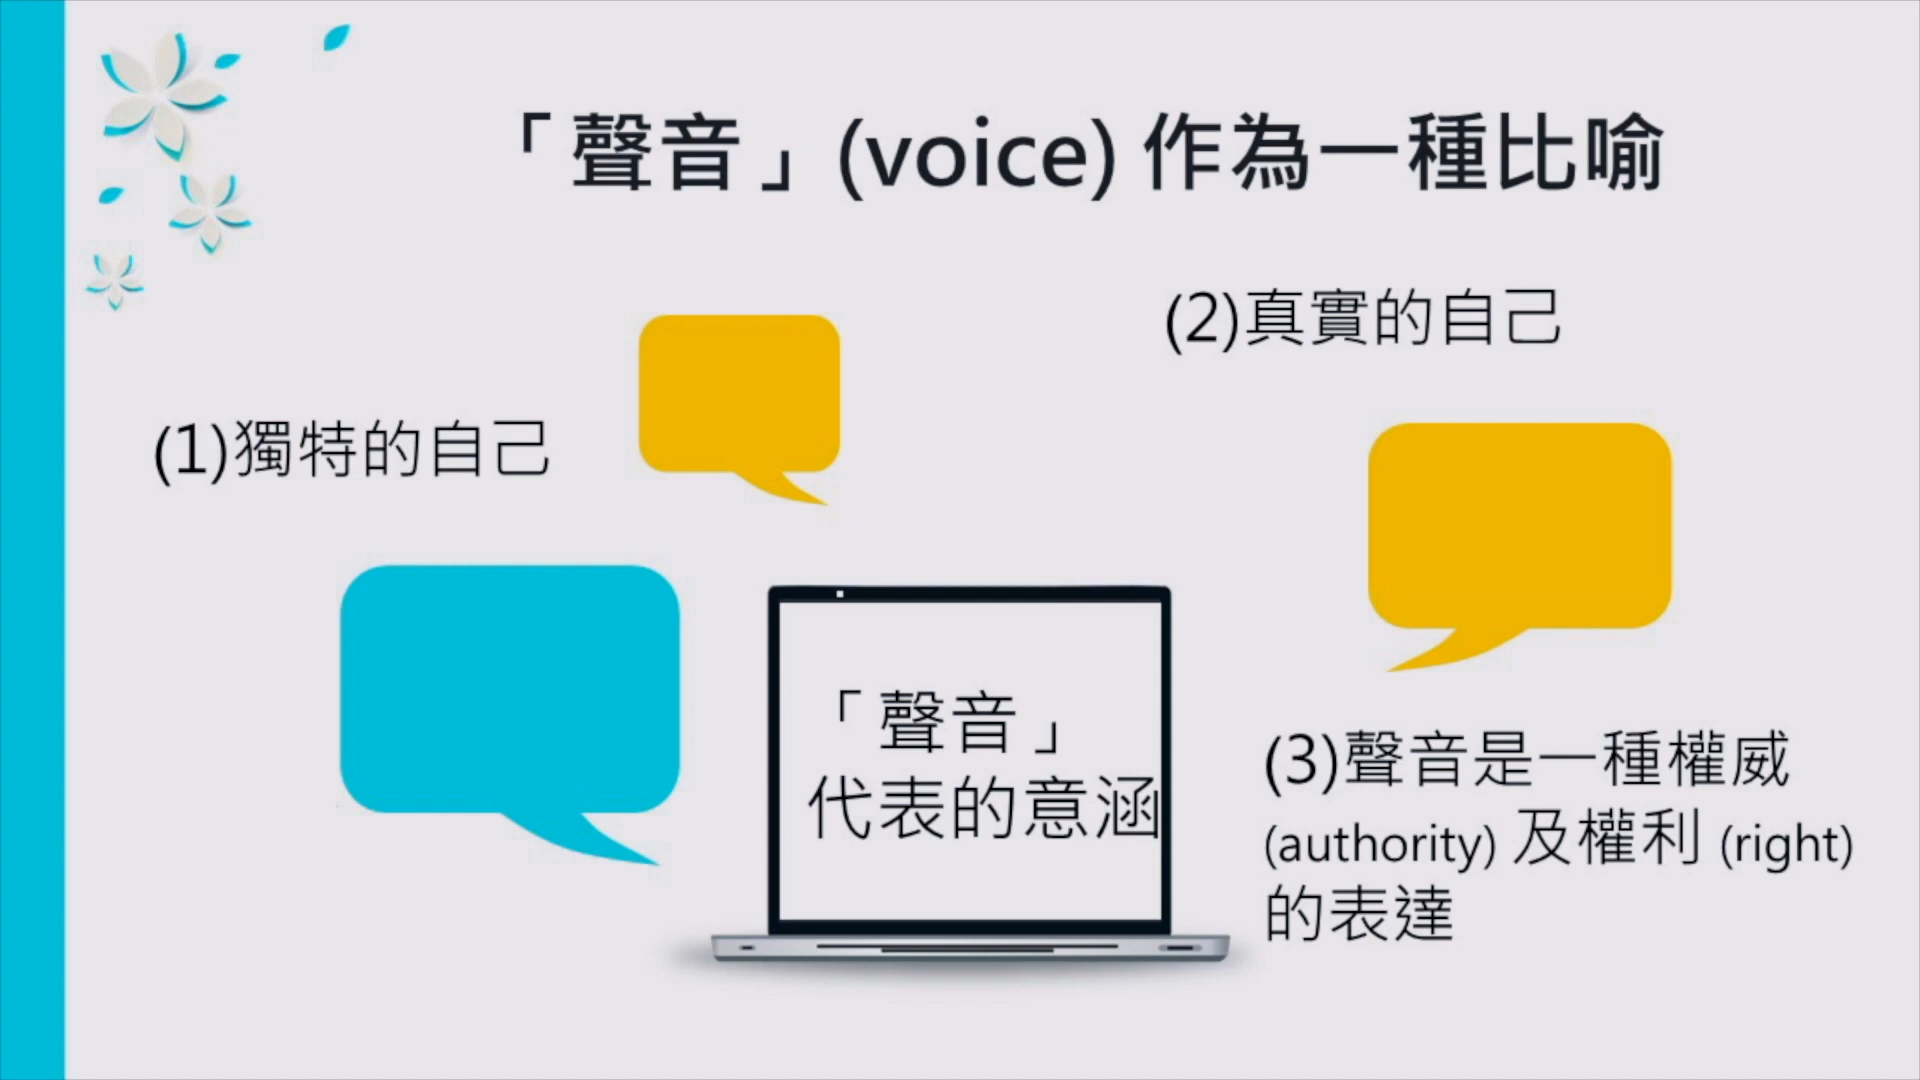 「聲音」(voice) 作為一種比喻
(1)獨特的自己
(2)真實的自己
「聲音」
代表的意涵
(3)聲音是一種權威
(authority) 及權利 (right)
的表達